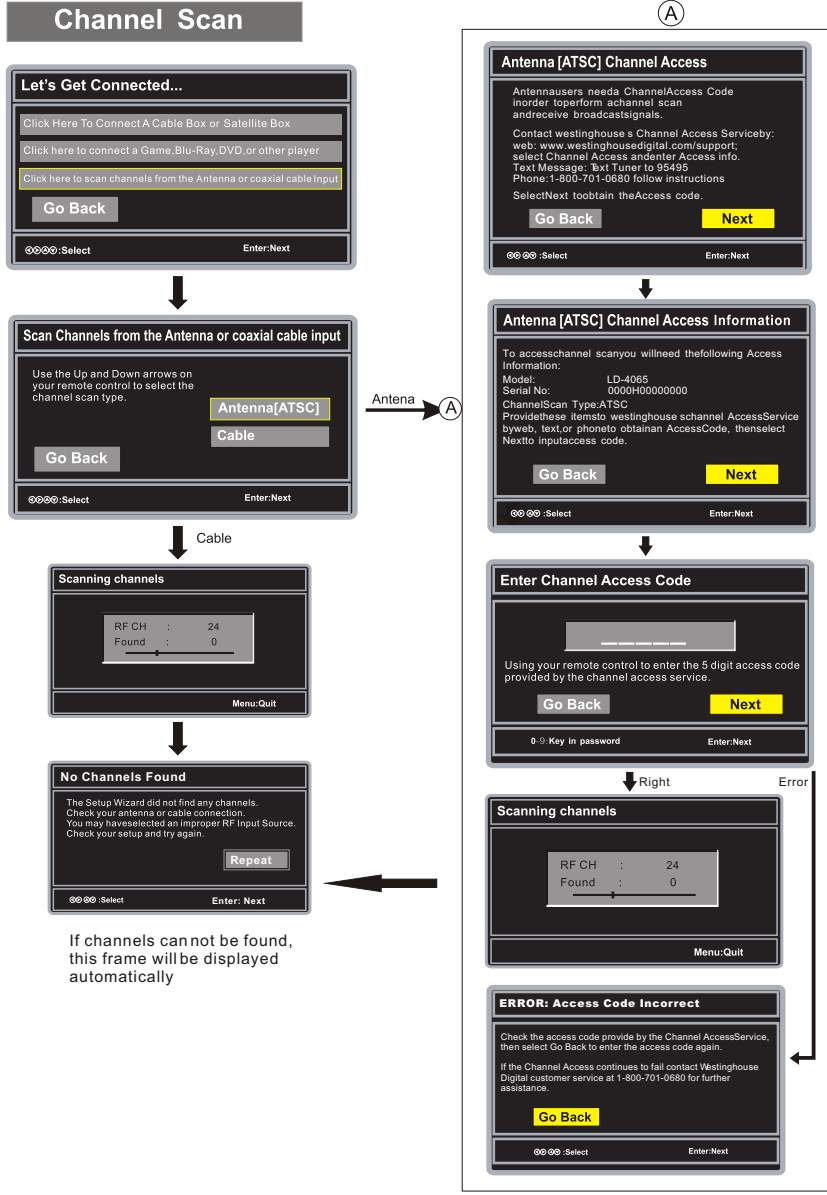 Channel Scan
Let's Get Connected...
Click Here To Connect A Cable Box or Satellite Box
Click here to connect a Game,Blu-Ray,DVD,or other player
Click here to scan channels from the Antenna or coaxial cable Input
Go Back
:Select Enter:Next
Scan Channels from the Antenna or coaxial cable input
Use the Up and Down arrows on
your remote control to select the
channel scan type.
Antenna[ATSC]
Cable
Go Back
:Select Enter:Next
Antena
A
Cable
Scanning channels
RF CH : 24
Found : 0
Menu:Quit
No Channels Found
The Setup Wizard did not find any channels.
Check your antenna or cable connection.
You may haveselected an improper RF Input Source.
Check your setup and try again.
Repeat
:Select Enter: Next
If channels can not be found,
this frame will be displayed
automatically
A
Antenna [ATSC] Channel Access
Antennausers needa ChannelAccess Code
inorder toperform achannel scan
andreceive broadcastsignals.
Contact westinghouse s Channel Access Serviceby:
web: www.westinghousedigital.com/support;
select Channel Access andenter Access info.
Text Message: Text Tuner to 95495
Phone:1-800-701-0680 follow instructions
SelectNext toobtain theAccess code.
Go Back Next
:Select Enter:Next
Antenna [ATSC] Channel Access Information
To accesschannel scanyou willneed thefollowing Access
Information:
Model: LD-4065
Serial No: 0000H00000000
ChannelScan Type:ATSC
Providethese itemsto westinghouse schannel AccessService
byweb, text,or phoneto obtainan AccessCode, thenselect
Nextto inputaccess code.
Go Back Next
:Select Enter:Next
Enter Channel Access Code
_ _ _ _ _
Using your remote control to enter the 5 digit access code
provided by the channel access service.
Go Back Next
0~9:Key in password Enter:Next
Right Error
Scanning channels
RF CH : 24
Found : 0
Menu:Quit
ERROR: Access Code Incorrect
Check the access code provide by the Channel AccessService,
then select Go Back to enter the access code again.
If the Channel Access continues to fail contact Westinghouse
Digital customer service at 1-800-701-0680 for further
assistance.
Go Back
:Select Enter:Next